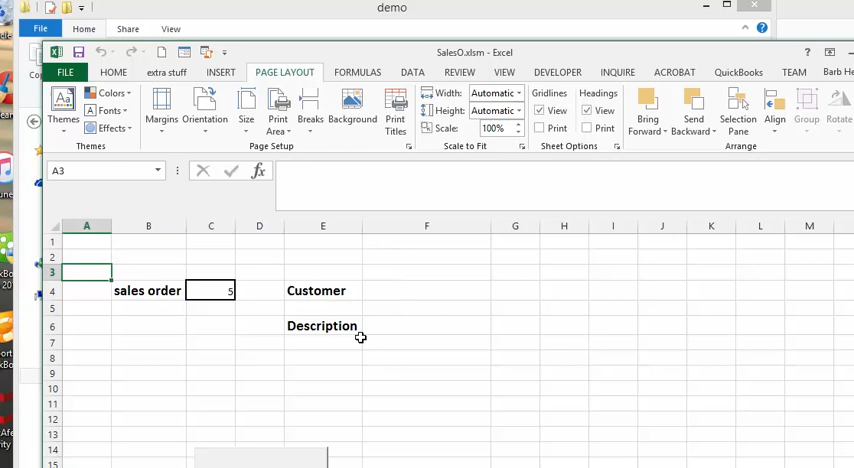 demo
File Home Share View
SalesO.xlsm - Excel
FILE HOME extra stuff INSERT PAGE LAYOUT FORMULAS DATA REVIEW VIEW DEVELOPER INQUIRE ACROBAT QuickBooks TEAM Barb He
Themes Colors Fonts Effects
Margins Orientation Size Print Area Breaks Background Print Titles
Width: Automatic
Height: Automatic
Scale: 100%
Gridlines View Print
Headings View Print
Bring Forward Send Backward Selection Pane Align Group Rotate
Themes Page Setup Scale to Fit Sheet Options Arrange
A3 fx
A B C D E F G H I J K L M
1
2
3
4 sales order 5 Customer
5
6 Description
7
8
9
10
11
12
13
14
15